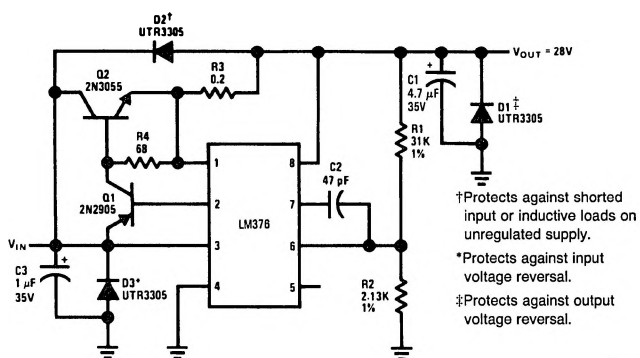 D2†
UTR3305
VOUT = 28V
Q2
2N3055
R3
0.2
C1
4.7 µF
35V
D1‡
UTR3305
R4
68
R1
31K
1%
1
8
C2
47 pF
Q1
2N2905
2
LM376
7
VIN
3
6
C3
1 µF
35V
D3*
UTR3305
4
5
R2
2.13K
1%
+
+
†Protects against shorted
input or inductive loads on
unregulated supply.
*Protects against input
voltage reversal.
‡Protects against output
voltage reversal.